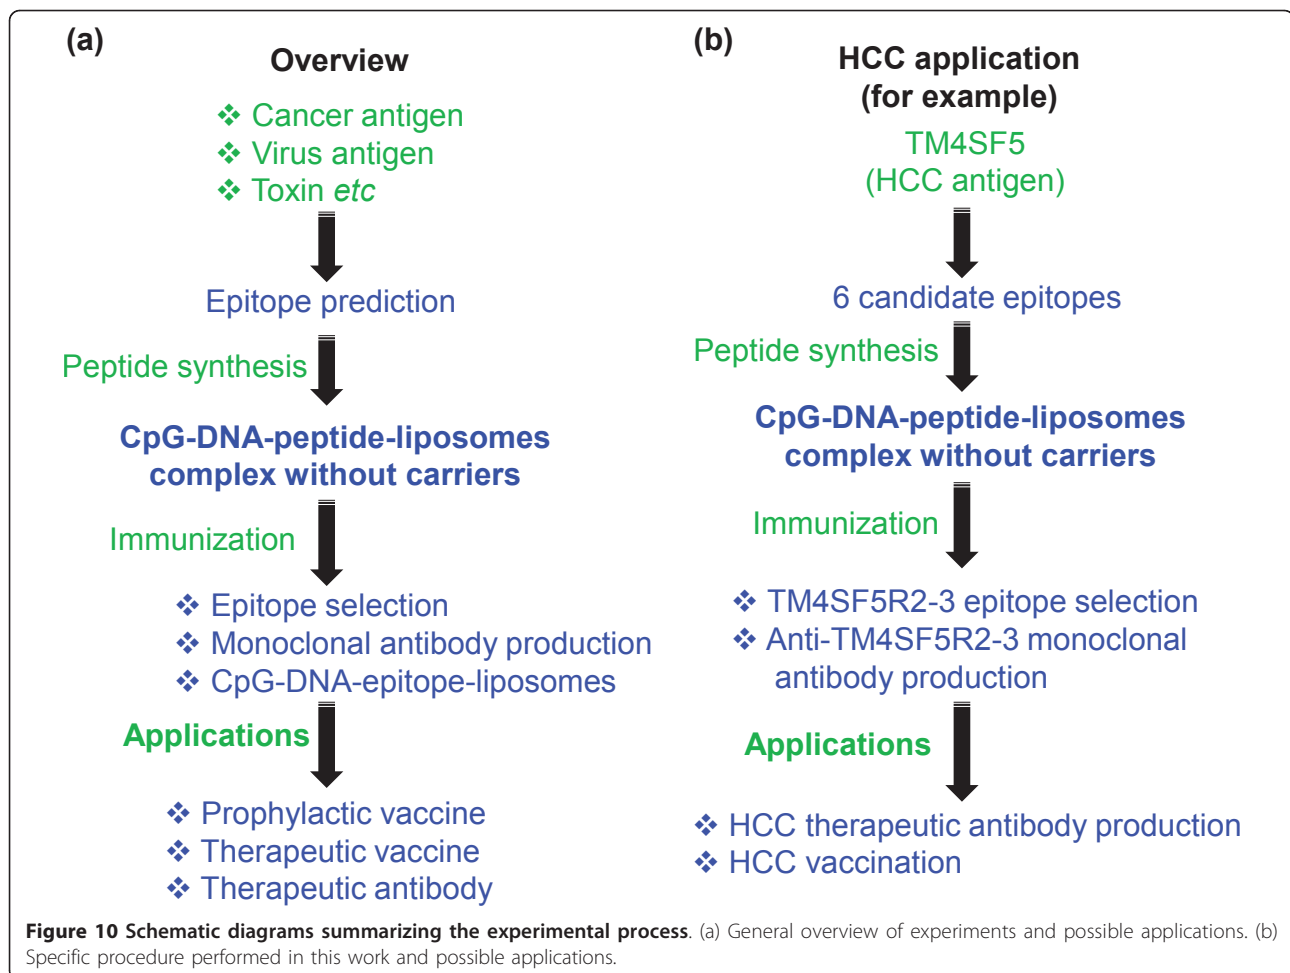 (a)
Overview
❖ Cancer antigen
❖ Virus antigen
❖ Toxin etc
Epitope prediction
Peptide synthesis
CpG-DNA-peptide-liposomes
complex without carriers
Immunization
❖ Epitope selection
❖ Monoclonal antibody production
❖ CpG-DNA-epitope-liposomes
Applications
❖ Prophylactic vaccine
❖ Therapeutic vaccine
❖ Therapeutic antibody
(b)
HCC application
(for example)
TM4SF5
(HCC antigen)
6 candidate epitopes
Peptide synthesis
CpG-DNA-peptide-liposomes
complex without carriers
Immunization
❖ TM4SF5R2-3 epitope selection
❖ Anti-TM4SF5R2-3 monoclonal
antibody production
Applications
❖ HCC therapeutic antibody production
❖ HCC vaccination
Figure 10 Schematic diagrams summarizing the experimental process. (a) General overview of experiments and possible applications. (b)
Specific procedure performed in this work and possible applications.